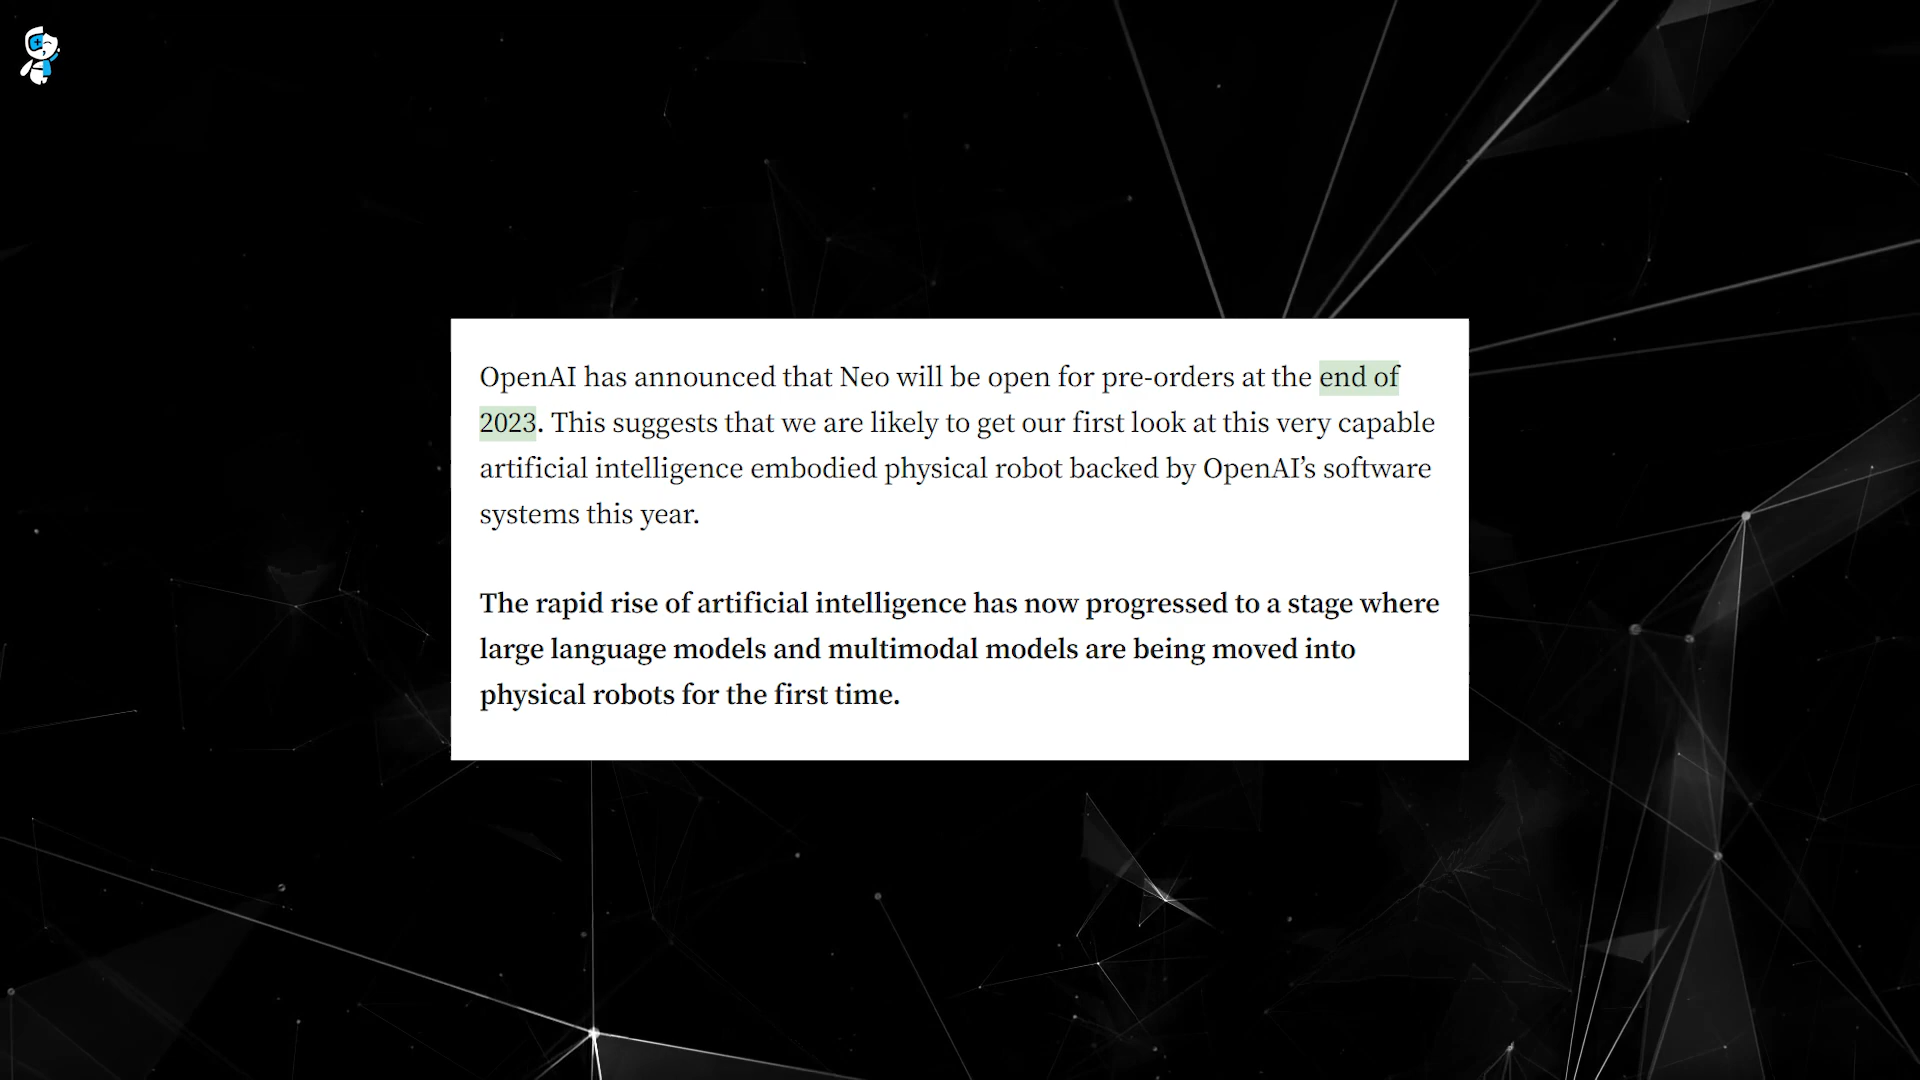 OpenAI has announced that Neo will be open for pre-orders at the end of
2023. This suggests that we are likely to get our first look at this very capable
artificial intelligence embodied physical robot backed by OpenAI’s software
systems this year.
The rapid rise of artificial intelligence has now progressed to a stage where
large language models and multimodal models are being moved into
physical robots for the first time.